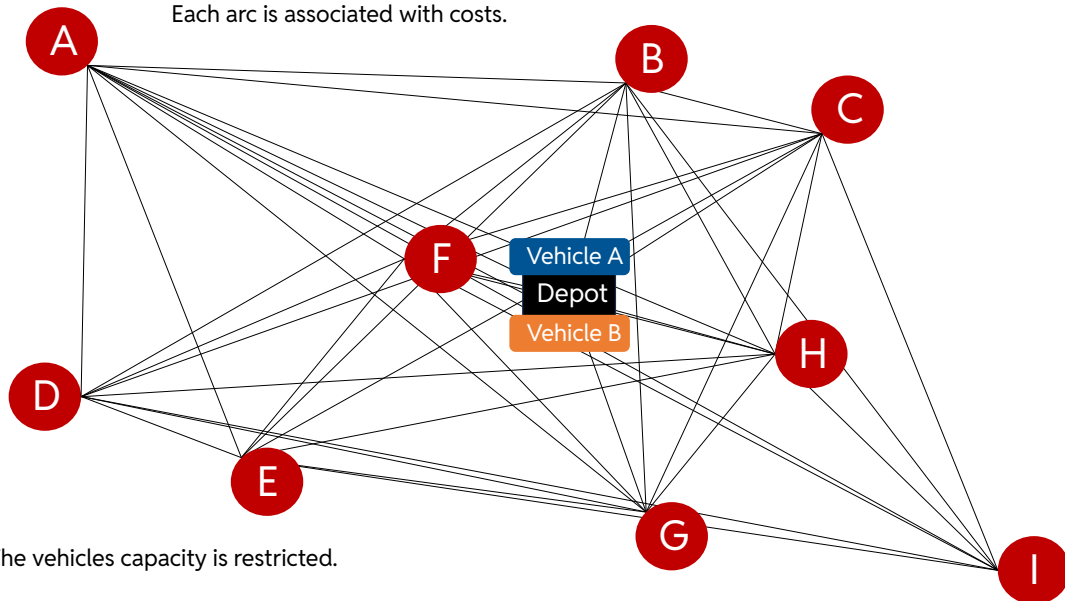 Each arc is associated with costs.
A
B
C
F
Vehicle A
Depot
Vehicle B
H
D
E
G
I
he vehicles capacity is restricted.